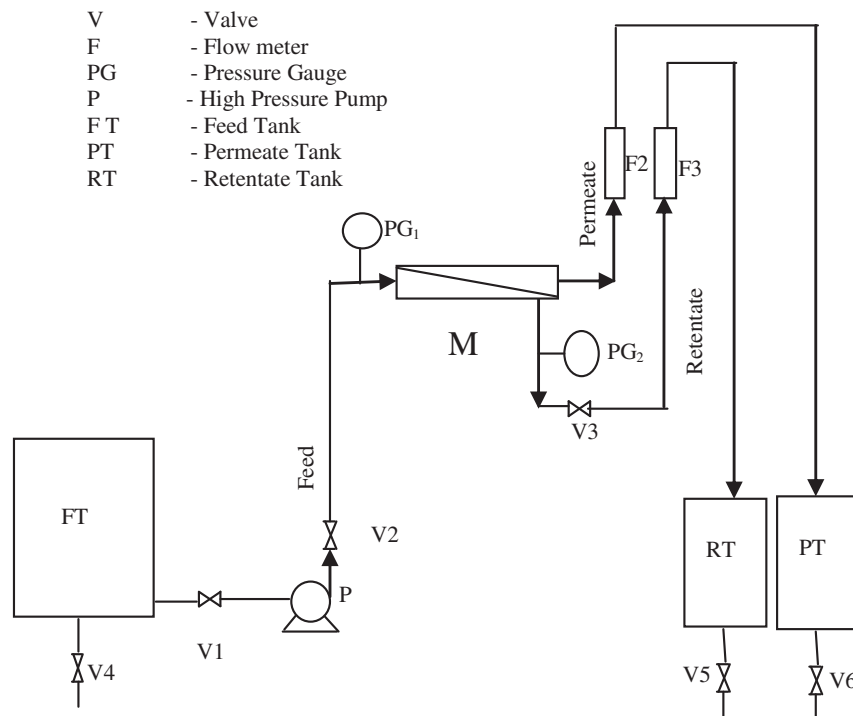 V - Valve
F - Flow meter
PG - Pressure Gauge
P - High Pressure Pump
F T - Feed Tank
PT - Permeate Tank
RT - Retentate Tank
F2
F3
Permeate
PG₁
M
PG₂
Retentate
V3
Feed
FT
V2
RT
PT
P
V1
V4
V5
V6